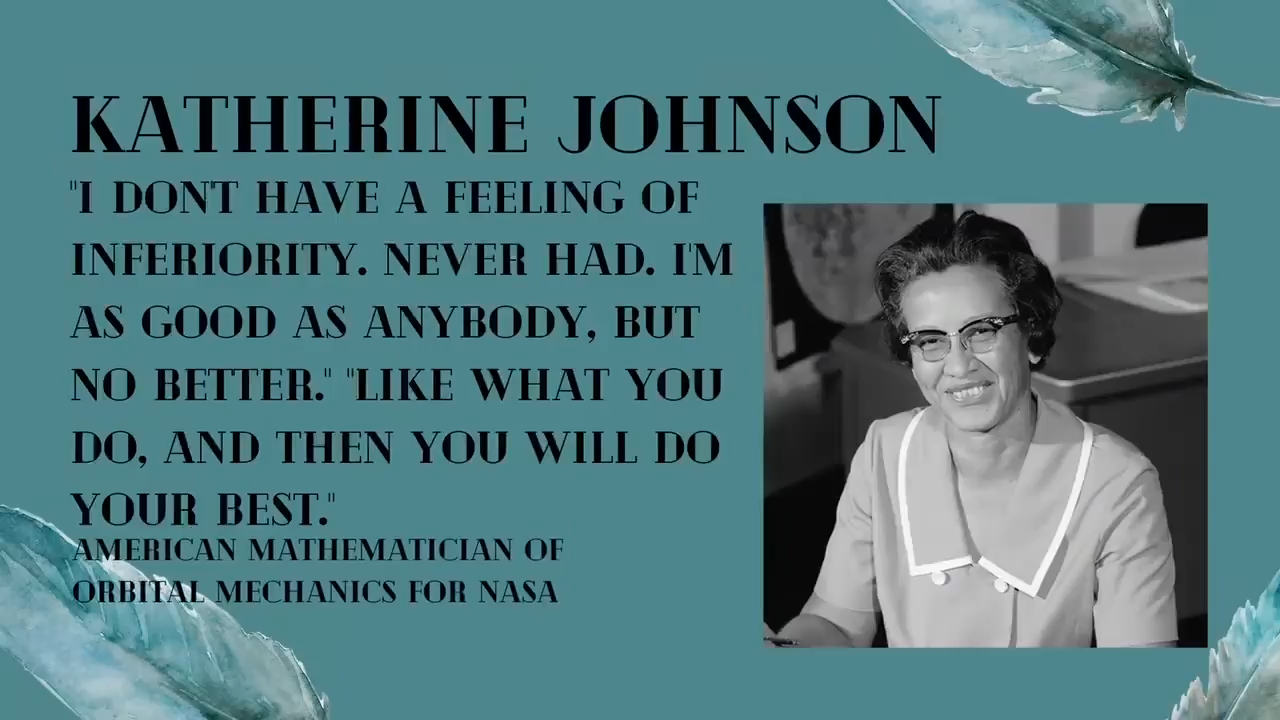 KATHERINE JOHNSON
"I DON'T HAVE A FEELING OF
INFERIORITY. NEVER HAD. I'M
AS GOOD AS ANYBODY, BUT
NO BETTER." "LIKE WHAT YOU
DO, AND THEN YOU WILL DO
YOUR BEST."
AMERICAN MATHEMATICIAN OF
ORBITAL MECHANICS FOR NASA